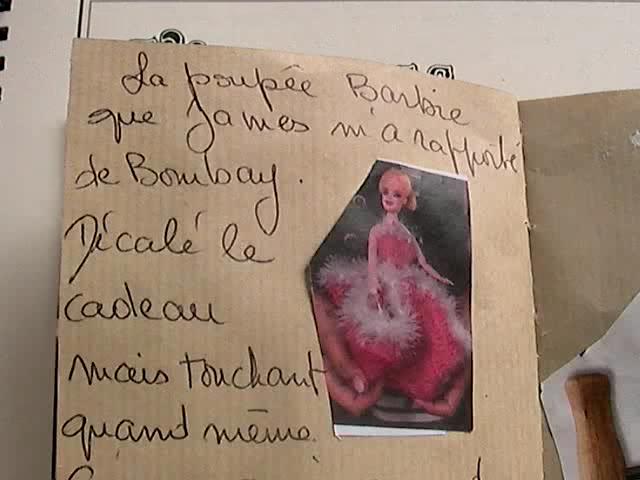 La poupée Barbie
que James m'a rapporté
de Bombay.
Décalé le
cadeau
mais touchant
quand même.